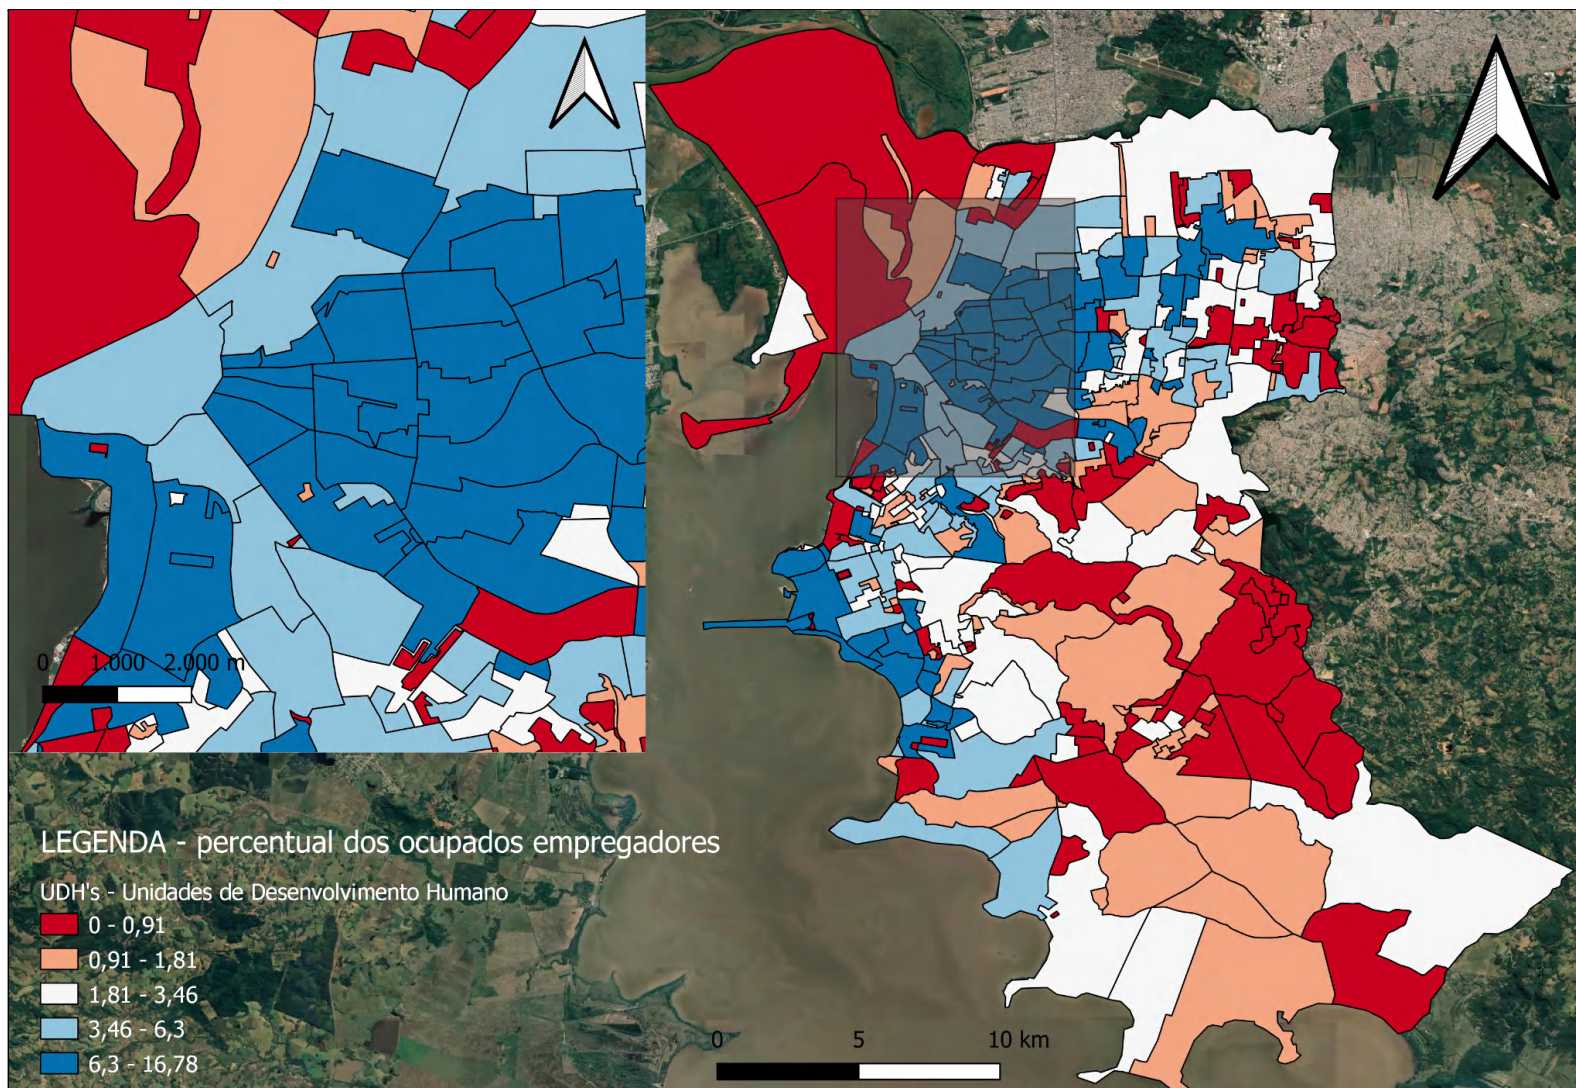 0 1.000 2.000 m
LEGENDA - percentual dos ocupados empregadores
UDH's - Unidades de Desenvolvimento Humano
0 - 0,91
0,91 - 1,81
1,81 - 3,46
3,46 - 6,3
6,3 - 16,78
0 5 10 km